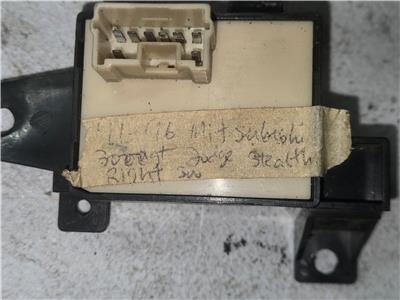 91-96 Mitsubishi
3000gt Dodge Stealth
Right Sw